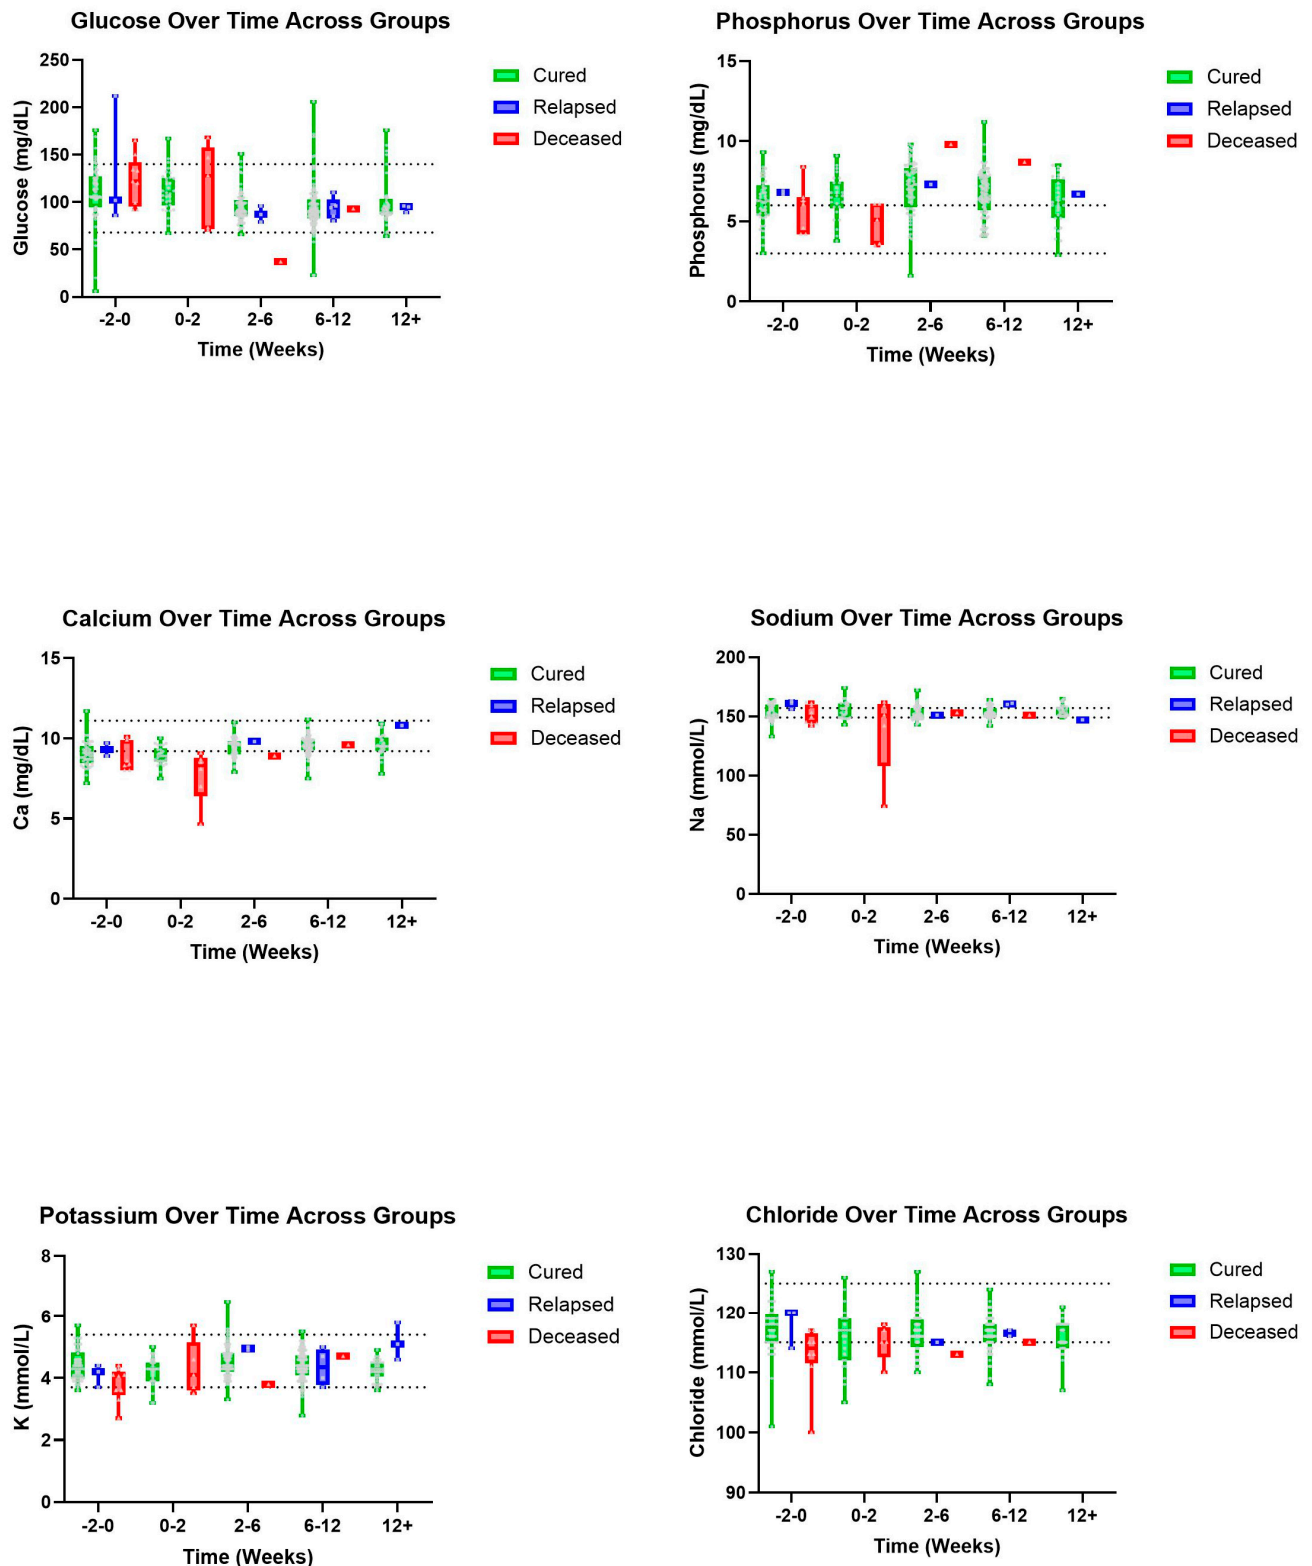 Glucose Over Time Across Groups
250
200
150
100
50
0
Glucose (mg/dL)
-2-0 0-2 2-6 6-12 12+
Time (Weeks)
Cured
Relapsed
Deceased
Phosphorus Over Time Across Groups
15
10
5
0
Phosphorus (mg/dL)
-2-0 0-2 2-6 6-12 12+
Time (Weeks)
Cured
Relapsed
Deceased
Calcium Over Time Across Groups
15
10
5
0
Ca (mg/dL)
-2-0 0-2 2-6 6-12 12+
Time (Weeks)
Cured
Relapsed
Deceased
Sodium Over Time Across Groups
200
150
100
50
0
Na (mmol/L)
-2-0 0-2 2-6 6-12 12+
Time (Weeks)
Cured
Relapsed
Deceased
Potassium Over Time Across Groups
8
6
4
2
0
K (mmol/L)
-2-0 0-2 2-6 6-12 12+
Time (Weeks)
Cured
Relapsed
Deceased
Chloride Over Time Across Groups
130
120
110
100
90
Chloride (mmol/L)
-2-0 0-2 2-6 6-12 12+
Time (Weeks)
Cured
Relapsed
Deceased